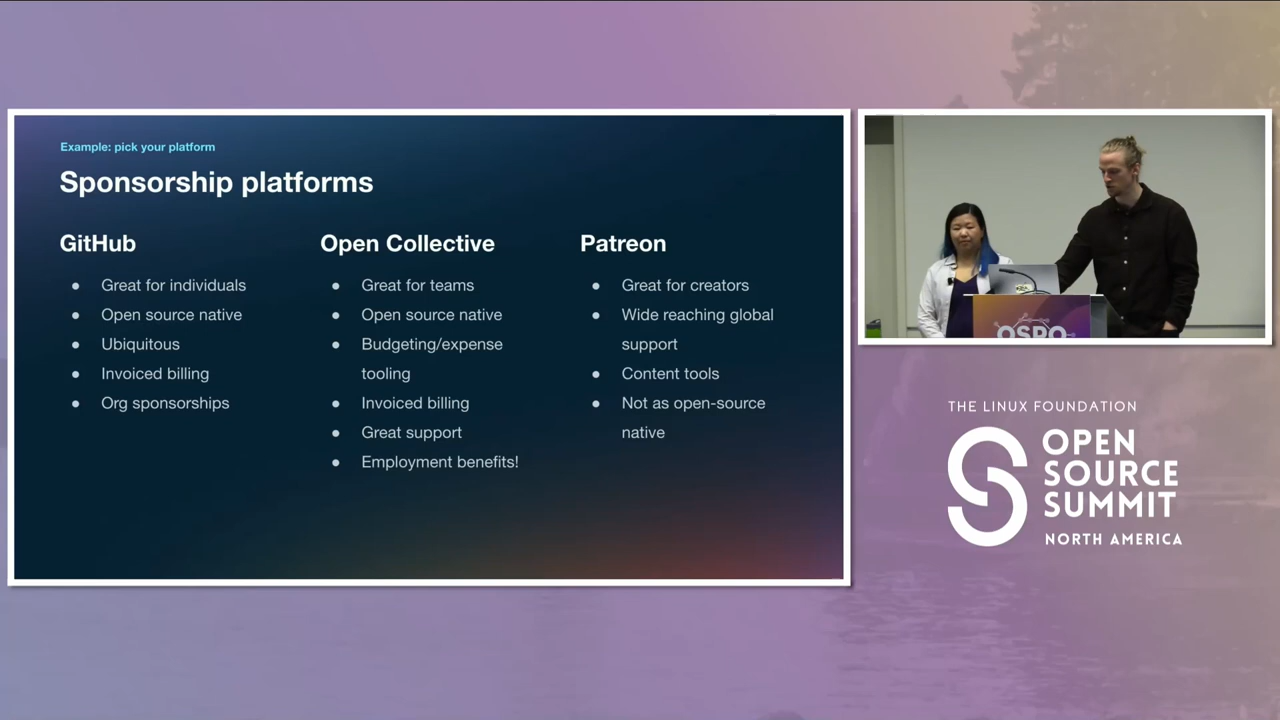 Example: pick your platform
Sponsorship platforms
GitHub
● Great for individuals
● Open source native
● Ubiquitous
● Invoiced billing
● Org sponsorships
Open Collective
● Great for teams
● Open source native
● Budgeting/expense
tooling
● Invoiced billing
● Great support
● Employment benefits!
Patreon
● Great for creators
● Wide reaching global
support
● Content tools
● Not as open-source
native
OSPO
THE LINUX FOUNDATION
OPEN
SOURCE
SUMMIT
NORTH AMERICA